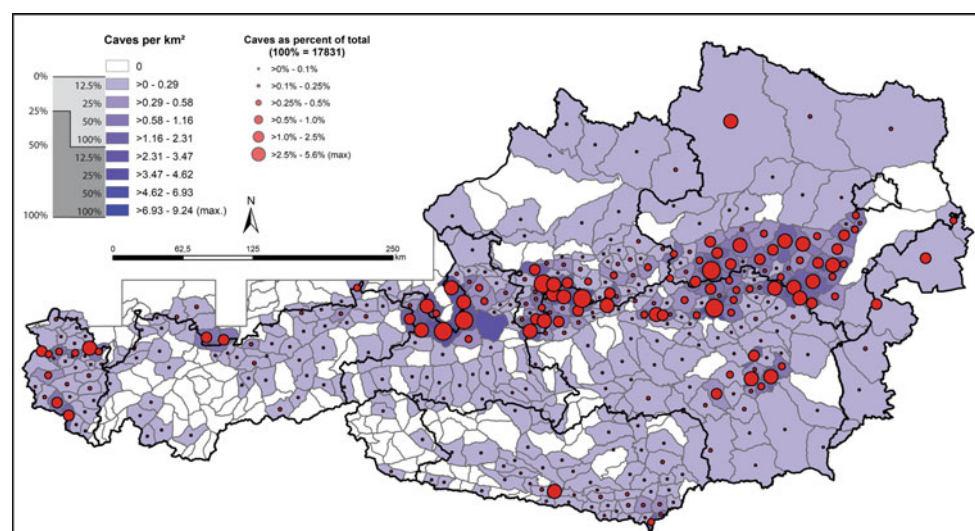 Caves per km²
0
>0 - 0.29
>0.29 - 0.58
>0.58 - 1.16
>1.16 - 2.31
>2.31 - 3.47
>3.47 - 4.62
>4.62 - 6.93
>6.93 - 9.24 (max.)
0%
25%
50%
100%
12.5%
25%
50%
100%
12.5%
25%
50%
100%
Caves as percent of total
(100% = 17831)
>0% - 0.1%
>0.1% - 0.25%
>0.25% - 0.5%
>0.5% - 1.0%
>1.0% - 2.5%
>2.5% - 5.6% (max)
N
0
62,5
125
250
km